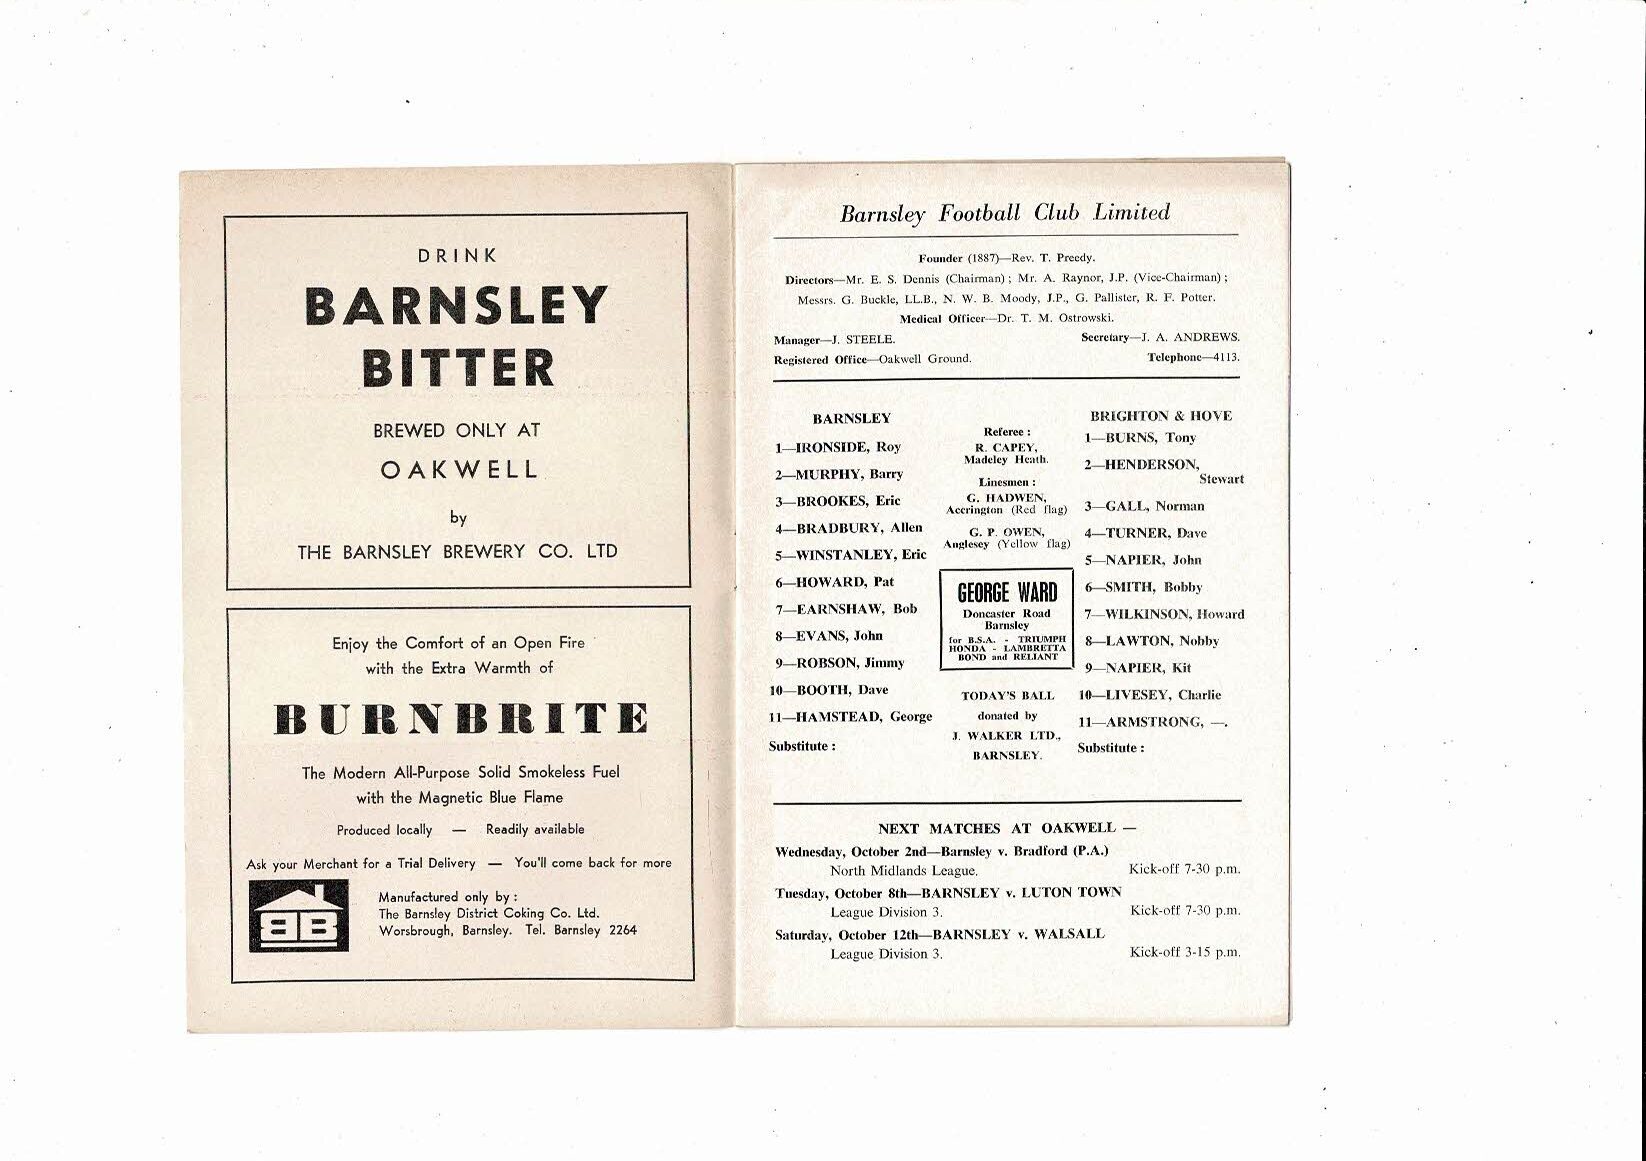 DRINK
BARNSLEY
BITTER
BREWED ONLY AT
OAKWELL
by
THE BARNSLEY BREWERY CO. LTD
Enjoy the Comfort of an Open Fire
with the Extra Warmth of
BURNBRITE
The Modern All-Purpose Solid Smokeless Fuel
with the Magnetic Blue Flame
Produced locally — Readily available
Ask your Merchant for a Trial Delivery — You'll come back for more
BB
Manufactured only by :
The Barnsley District Coking Co. Ltd.
Worsbrough, Barnsley. Tel. Barnsley 2264
Barnsley Football Club Limited
Founder (1887)—Rev. T. Preedy.
Directors—Mr. E. S. Dennis (Chairman) ; Mr. A. Raynor, J.P. (Vice-Chairman) ;
Messrs. G. Buckle, LL.B., N. W. B. Moody, J.P., G. Pallister, R. F. Potter.
Medical Officer—Dr. T. M. Ostrowski.
Manager—J. STEELE. Secretary—J. A. ANDREWS.
Registered Office—Oakwell Ground. Telephone—4113.
BARNSLEY
1—IRONSIDE, Roy
2—MURPHY, Barry
3—BROOKES, Eric
4—BRADBURY, Allen
5—WINSTANLEY, Eric
6—HOWARD, Pat
7—EARNSHAW, Bob
8—EVANS, John
9—ROBSON, Jimmy
10—BOOTH, Dave
11—HAMSTEAD, George
Substitute :
Referee :
R. CAPEY,
Madeley Heath.
Linesmen :
G. HADWEN,
Accrington (Red flag)
G. P. OWEN,
Anglesey (Yellow flag)
GEORGE WARD
Doncaster Road
Barnsley
for B.S.A. - TRIUMPH
HONDA - LAMBRETTA
BOND and RELIANT
TODAY'S BALL
donated by
J. WALKER LTD.,
BARNSLEY.
BRIGHTON & HOVE
1—BURNS, Tony
2—HENDERSON,
Stewart
3—GALL, Norman
4—TURNER, Dave
5—NAPIER, John
6—SMITH, Bobby
7—WILKINSON, Howard
8—LAWTON, Nobby
9—NAPIER, Kit
10—LIVESEY, Charlie
11—ARMSTRONG, —.
Substitute :
NEXT MATCHES AT OAKWELL —
Wednesday, October 2nd—Barnsley v. Bradford (P.A.)
North Midlands League. Kick-off 7-30 p.m.
Tuesday, October 8th—BARNSLEY v. LUTON TOWN
League Division 3. Kick-off 7-30 p.m.
Saturday, October 12th—BARNSLEY v. WALSALL
League Division 3. Kick-off 3-15 p.m.